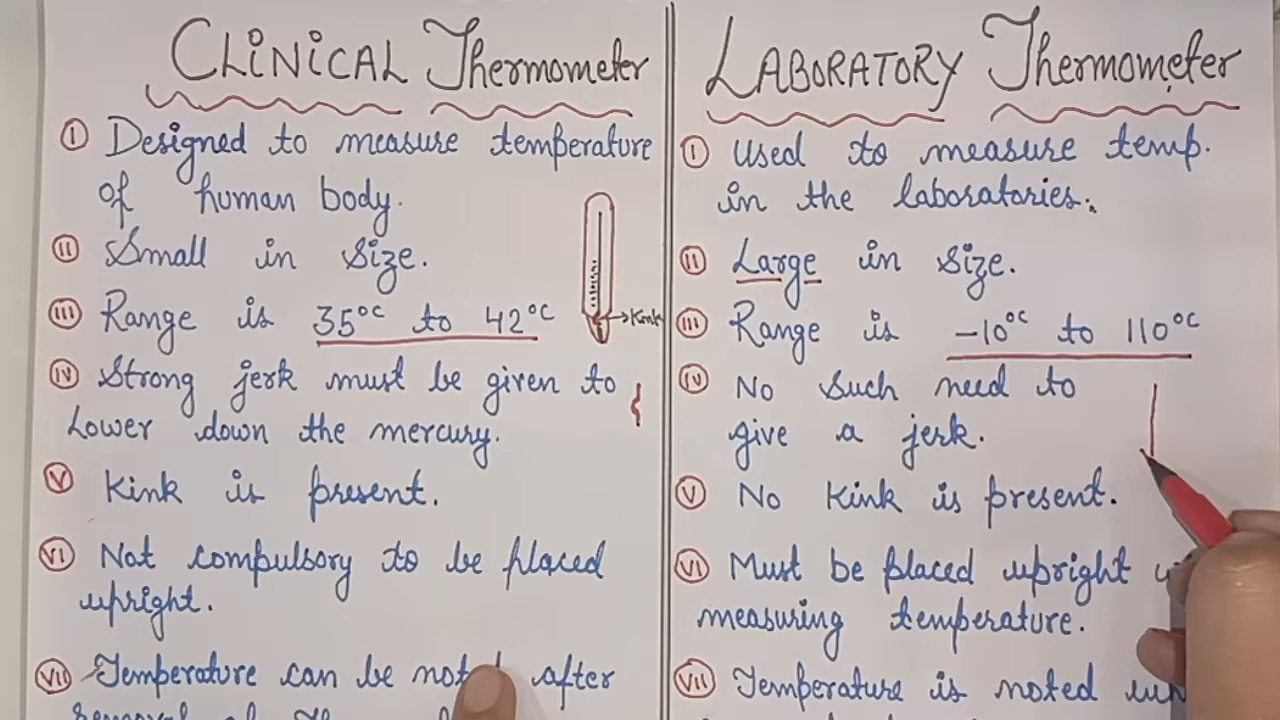 CLINICAL Thermometer
① Designed to measure temperature
of human body.
② Small in size.
→Kink
③ Range is 35°C to 42°C
④ Strong jerk must be given to
Lower down the mercury.
⑤ Kink is present.
⑥ Not compulsory to be placed
upright.
⑦ Temperature can be after
LABORATORY Thermometer
① Used to measure temp.
in the laboratories.
② Large in size.
③ Range is -10°C to 110°C
④ No such need to
give a jerk.
⑤ No Kink is present.
⑥ Must be placed upright
measuring temperature.
⑦ Temperature is noted